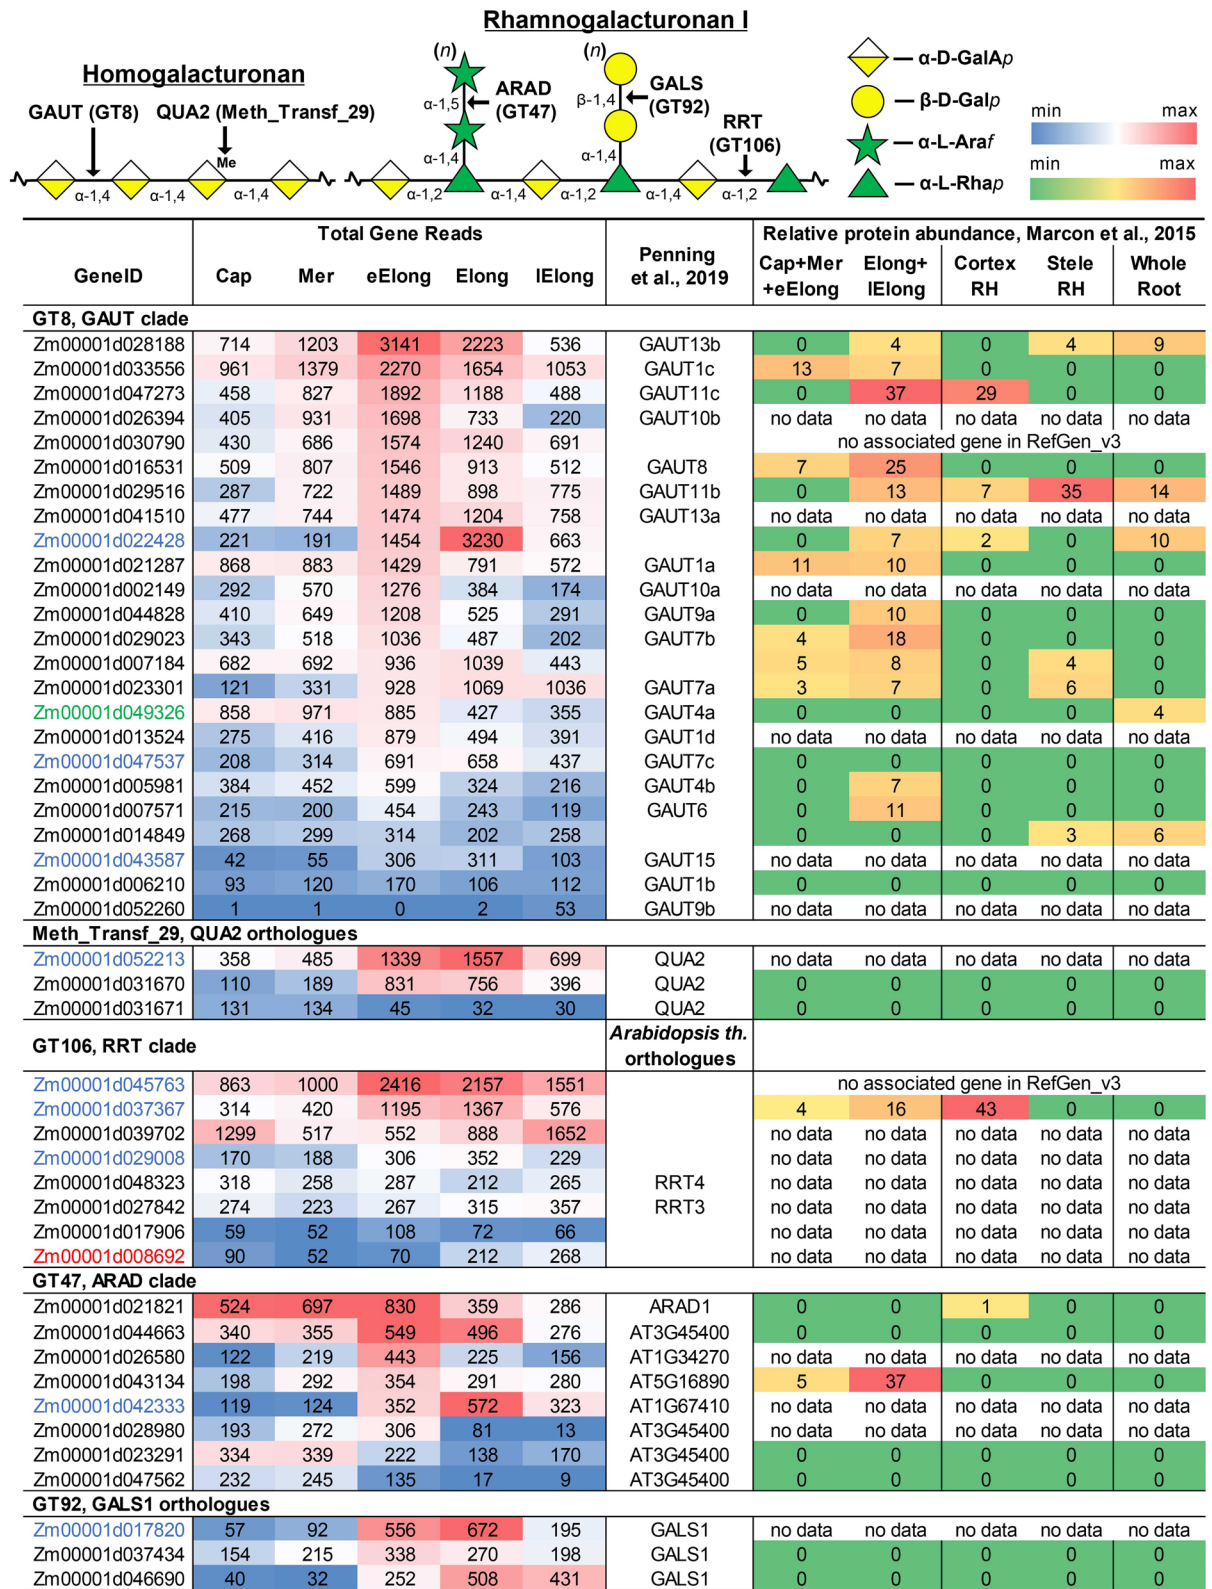 Rhamnogalacturonan I
Homogalacturonan
GAUT (GT8) QUA2 (Meth_Transf_29)
Me
α-1,4 α-1,4 α-1,4
(n) (n)
α-1,5 ARAD (GT47)
β-1,4 GALS (GT92)
RRT (GT106)
α-1,4 α-1,4
α-1,2 α-1,4 α-1,2 α-1,4 α-1,2
– α-D-GalAp
– β-D-Galp
– α-L-Araf
– α-L-Rhap
min max
min max
GeneID Total Gene Reads Penning et al., 2019 Relative protein abundance, Marcon et al., 2015
Cap Mer eElong Elong lElong Cap+Mer +eElong Elong+ lElong Cortex RH Stele RH Whole Root
GT8, GAUT clade
Zm00001d028188 714 1203 3141 2223 536 GAUT13b 0 4 0 4 9
Zm00001d033556 961 1379 2270 1654 1053 GAUT1c 13 7 0 0 0
Zm00001d047273 458 827 1892 1188 488 GAUT11c 0 37 29 0 0
Zm00001d026394 405 931 1698 733 220 GAUT10b no data no data no data no data no data
Zm00001d030790 430 686 1574 1240 691 no associated gene in RefGen_v3
Zm00001d016531 509 807 1546 913 512 GAUT8 7 25 0 0 0
Zm00001d029516 287 722 1489 898 775 GAUT11b 0 13 7 35 14
Zm00001d041510 477 744 1474 1204 758 GAUT13a no data no data no data no data no data
Zm00001d022428 221 191 1454 3230 663 0 7 2 0 10
Zm00001d021287 868 883 1429 791 572 GAUT1a 11 10 0 0 0
Zm00001d002149 292 570 1276 384 174 GAUT10a no data no data no data no data no data
Zm00001d044828 410 649 1208 525 291 GAUT9a 0 10 0 0 0
Zm00001d029023 343 518 1036 487 202 GAUT7b 4 18 0 0 0
Zm00001d007184 682 692 936 1039 443 5 8 0 4 0
Zm00001d023301 121 331 928 1069 1036 GAUT7a 3 7 0 6 0
Zm00001d049326 858 971 885 427 355 GAUT4a 0 0 0 0 4
Zm00001d013524 275 416 879 494 391 GAUT1d no data no data no data no data no data
Zm00001d047537 208 314 691 658 437 GAUT7c 0 0 0 0 0
Zm00001d005981 384 452 599 324 216 GAUT4b 0 7 0 0 0
Zm00001d007571 215 200 454 243 119 GAUT6 0 11 0 0 0
Zm00001d014849 268 299 314 202 258 0 0 0 3 6
Zm00001d043587 42 55 306 311 103 GAUT15 no data no data no data no data no data
Zm00001d006210 93 120 170 106 112 GAUT1b 0 0 0 0 0
Zm00001d052260 1 1 0 2 53 GAUT9b no data no data no data no data no data
Meth_Transf_29, QUA2 orthologues
Zm00001d052213 358 485 1339 1557 699 QUA2 no data no data no data no data no data
Zm00001d031670 110 189 831 756 396 QUA2 0 0 0 0 0
Zm00001d031671 131 134 45 32 30 QUA2 0 0 0 0 0
GT106, RRT clade Arabidopsis th. orthologues
Zm00001d045763 863 1000 2416 2157 1551 no associated gene in RefGen_v3
Zm00001d037367 314 420 1195 1367 576 4 16 43 0 0
Zm00001d039702 1299 517 552 888 1652 no data no data no data no data no data
Zm00001d029008 170 188 306 352 229 no data no data no data no data no data
Zm00001d048323 318 258 287 212 265 RRT4 no data no data no data no data no data
Zm00001d027842 274 223 267 315 357 RRT3 no data no data no data no data no data
Zm00001d017906 59 52 108 72 66 no data no data no data no data no data
Zm00001d008692 90 52 70 212 268 no data no data no data no data no data
GT47, ARAD clade
Zm00001d021821 524 697 830 359 286 ARAD1 0 0 1 0 0
Zm00001d044663 340 355 549 496 276 AT3G45400 0 0 0 0 0
Zm00001d026580 122 219 443 225 156 AT1G34270 no data no data no data no data no data
Zm00001d043134 198 292 354 291 280 AT5G16890 5 37 0 0 0
Zm00001d042333 119 124 352 572 323 AT1G67410 no data no data no data no data no data
Zm00001d028980 193 272 306 81 13 AT3G45400 no data no data no data no data no data
Zm00001d023291 334 339 222 138 170 AT3G45400 0 0 0 0 0
Zm00001d047562 232 245 135 17 9 AT3G45400 0 0 0 0 0
GT92, GALS1 orthologues
Zm00001d017820 57 92 556 672 195 GALS1 no data no data no data no data no data
Zm00001d037434 154 215 338 270 198 GALS1 0 0 0 0 0
Zm00001d046690 40 32 252 508 431 GALS1 0 0 0 0 0